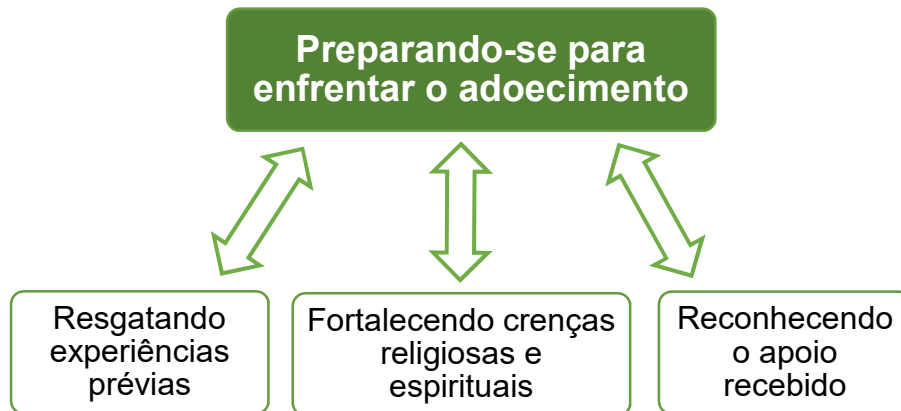 Preparando-se para
enfrentar o adoecimento
Resgatando
experiências
prévias
Fortalecendo crenças
religiosas e
espirituais
Reconhecendo
o apoio
recebido